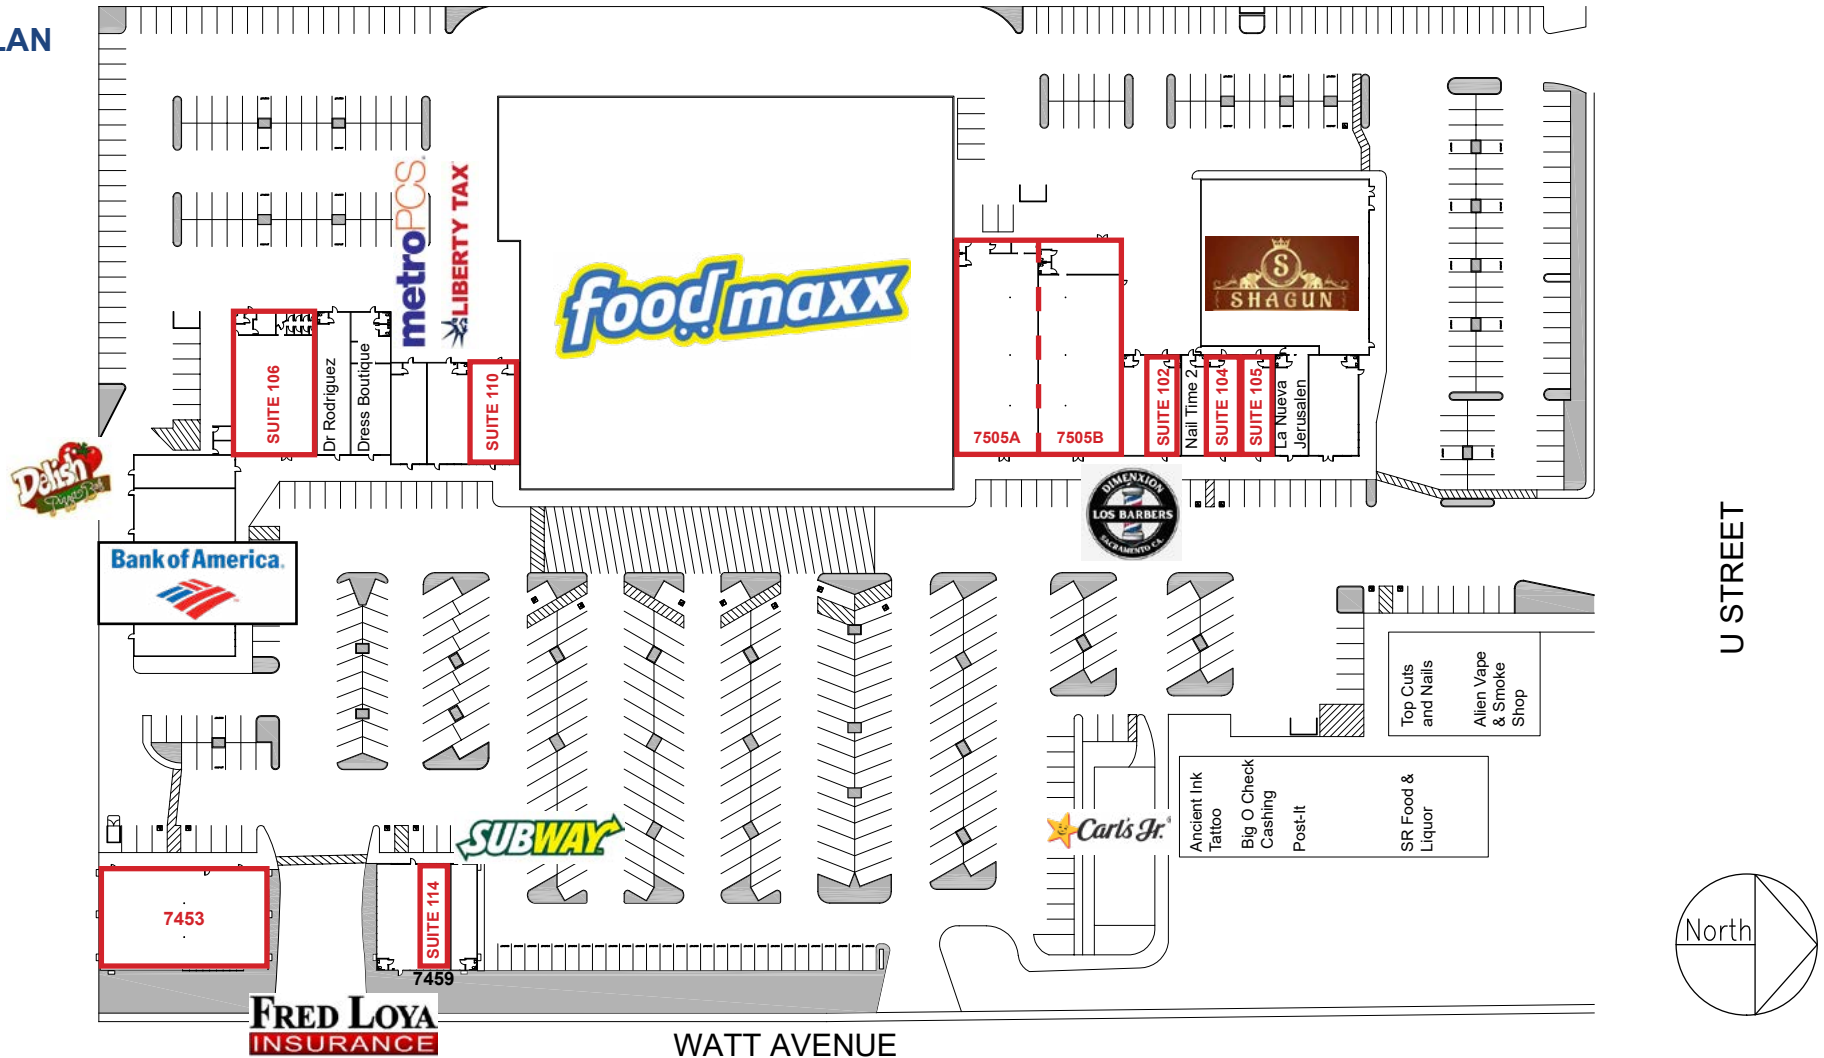 LAN
metroPCS.
LIBERTY TAX
foodmaxx
S
SHAGUN
SUITE 106
Dr Rodriguez
Dress Boutique
SUITE 110
7505A
7505B
SUITE 102
Nail Time 2
SUITE 104
SUITE 105
La Nueva
Jerusalen
Delish
DIMENXION
LOS BARBERS
SACRAMENTO CA.
Bank of America.
U STREET
Top Cuts
and Nails
Alien Vape
& Smoke
Shop
SUBWAY
Carl's Jr.
Ancient Ink
Tattoo
Big O Check
Cashing
Post-It
SR Food &
Liquor
7453
SUITE 114
7459
North
FRED LOYA
INSURANCE
WATT AVENUE